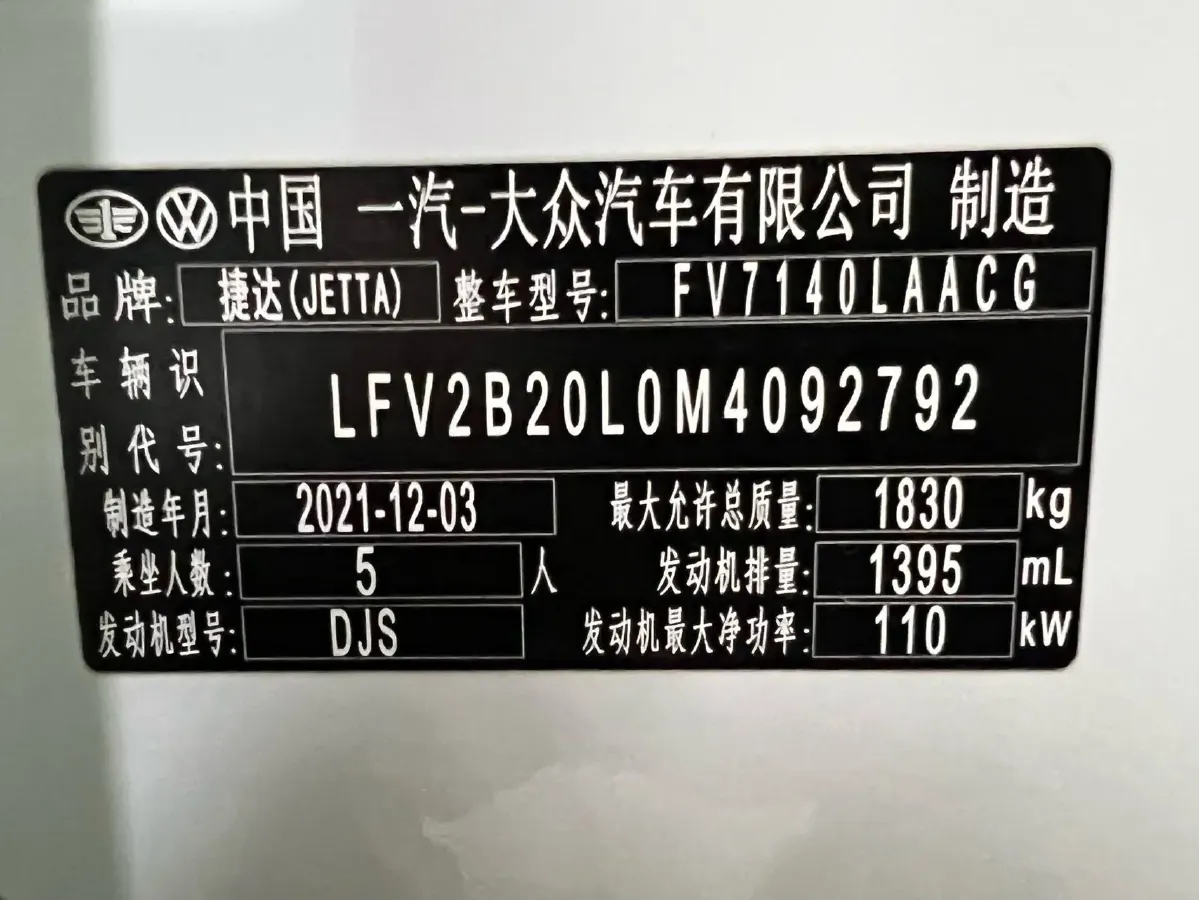 中国 一汽-大众汽车有限公司 制造
品牌: 捷达(JETTA) 整车型号: FV7140LAACG
车辆识别代号: LFV2B20L0M4092792
制造年月: 2021-12-03 最大允许总质量: 1830 kg
乘坐人数: 5 人 发动机排量: 1395 mL
发动机型号: DJS 发动机最大净功率: 110 kW